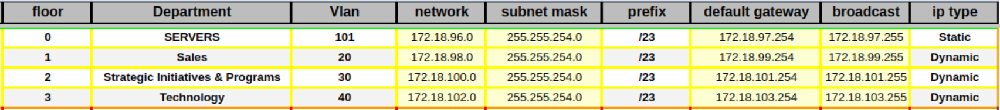 floor Department Vlan network subnet mask prefix default gateway broadcast ip type
0 SERVERS 101 172.18.96.0 255.255.254.0 /23 172.18.97.254 172.18.97.255 Static
1 Sales 20 172.18.98.0 255.255.254.0 /23 172.18.99.254 172.18.99.255 Dynamic
2 Strategic Initiatives & Programs 30 172.18.100.0 255.255.254.0 /23 172.18.101.254 172.18.101.255 Dynamic
3 Technology 40 172.18.102.0 255.255.254.0 /23 172.18.103.254 172.18.103.255 Dynamic